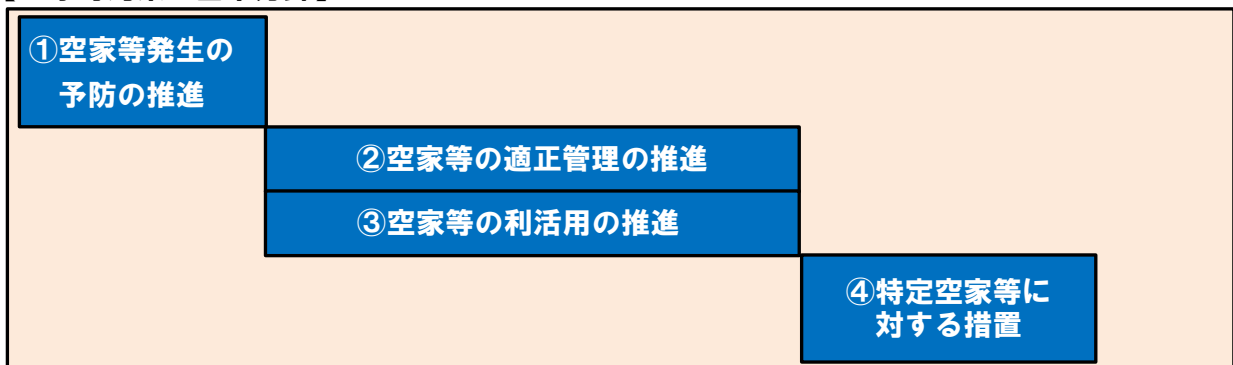 ①空家等発生の
予防の推進
②空家等の適正管理の推進
③空家等の利活用の推進
④特定空家等に
対する措置